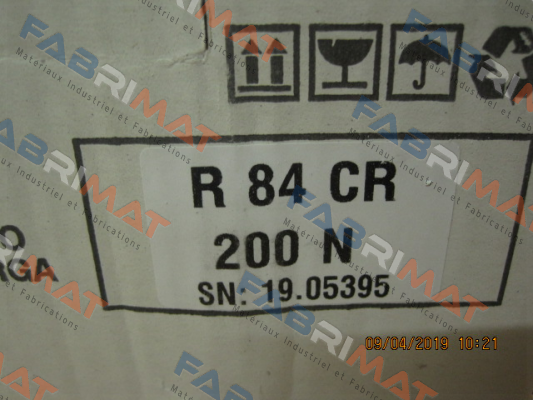 R 84 CR
200 N
SN: 19.05395
O
RGA
09/04/2019 10:21
FABRIMAT
Matériaux Industriel et Fabrications